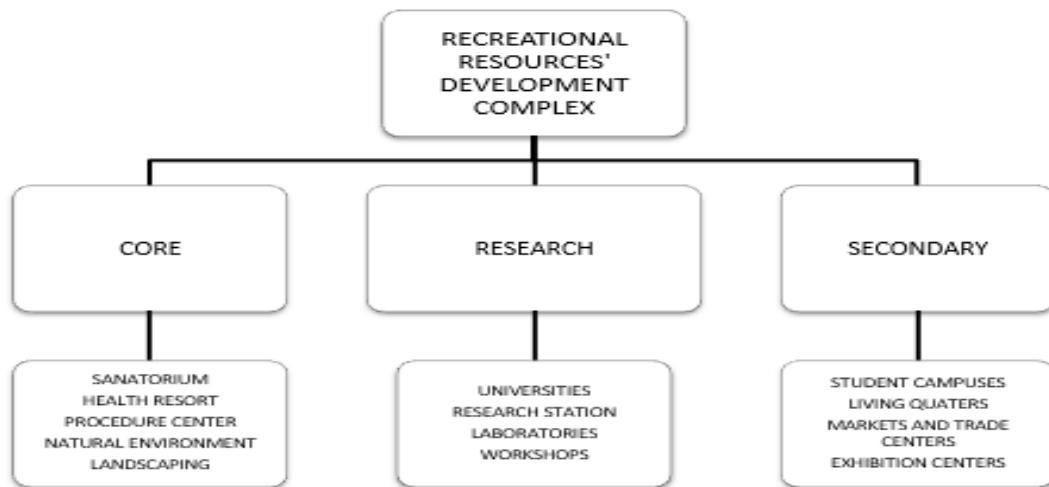 RECREATIONAL
RESOURCES'
DEVELOPMENT
COMPLEX
CORE
RESEARCH
SECONDARY
SANATORIUM
HEALTH RESORT
PROCEDURE CENTER
NATURAL ENVIRONMENT
LANDSCAPING
UNIVERSITIES
RESEARCH STATION
LABORATORIES
WORKSHOPS
STUDENT CAMPUSES
LIVING QUATERS
MARKETS AND TRADE
CENTERS
EXHIBITION CENTERS